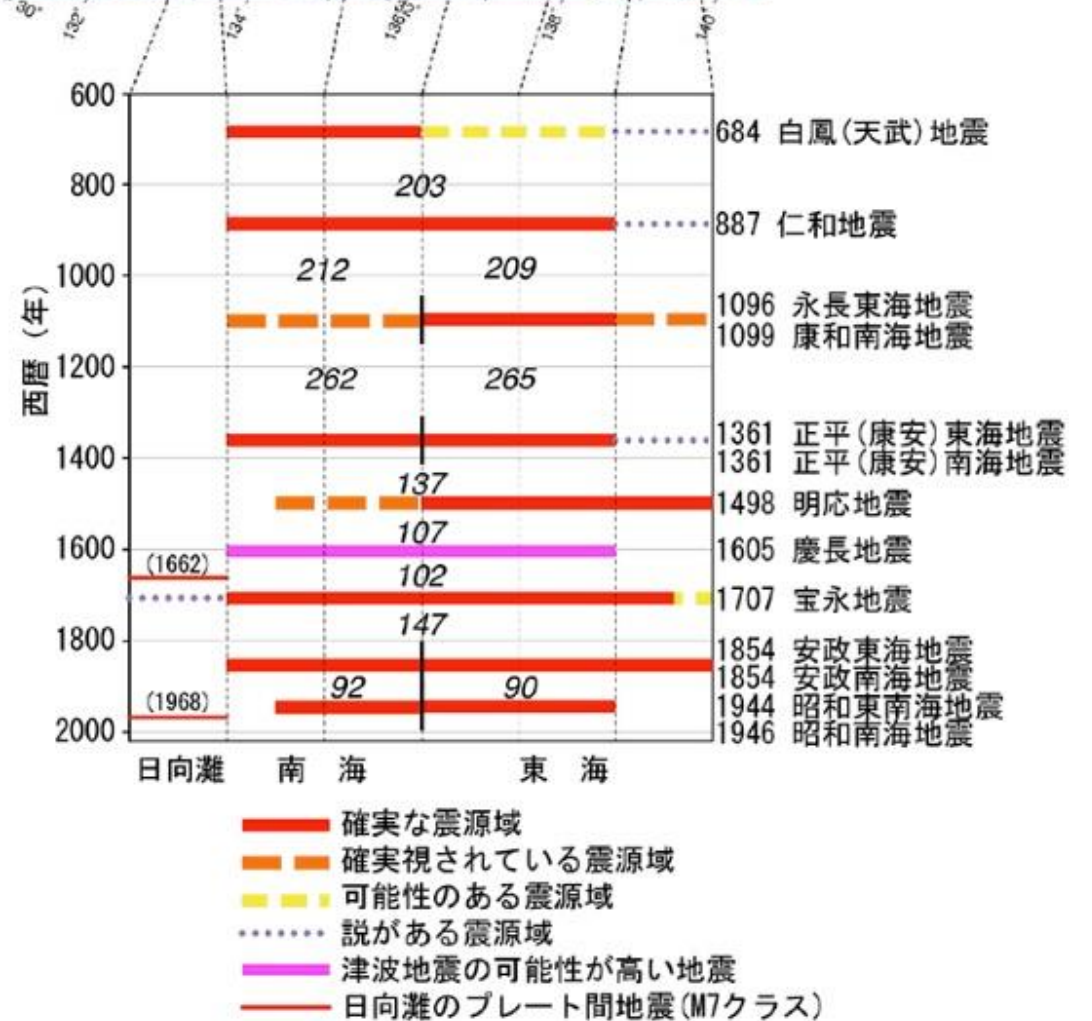 30° 132° 134° 136° 138° 140°
600
684 白鳳(天武)地震
203
800
887 仁和地震
212 209
1000
1096 永長東海地震
1099 康和南海地震
1200
262 265
1361 正平(康安)東海地震
1361 正平(康安)南海地震
1400
137
1498 明応地震
107
1600
1605 慶長地震
(1662)
102
1707 宝永地震
147
1800
1854 安政東海地震
1854 安政南海地震
92 90
(1968)
1944 昭和東南海地震
1946 昭和南海地震
2000
西暦(年)
日向灘 南 海 東 海
確実な震源域
確実視されている震源域
可能性のある震源域
説がある震源域
津波地震の可能性が高い地震
日向灘のプレート間地震(M7クラス)